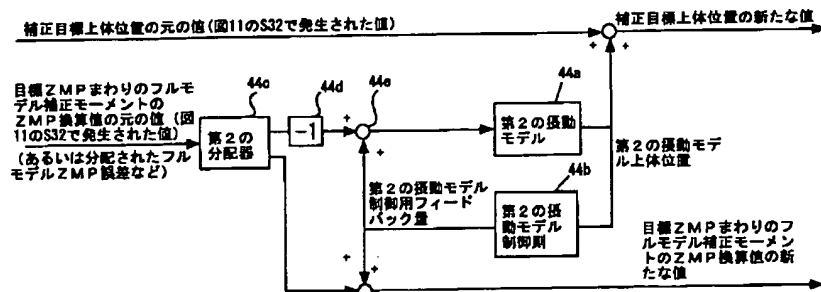 補正目標上体位置の元の値(図11のS32で発生された値)
補正目標上体位置の新たな値
+
+
目標ZMPまわりのフルモ
デル補正モーメントの
ZMP換算値の元の値 (図
11のS32で発生された値)
(あるいは分配されたフル
モデルZMP誤差など)
44c
第2の
分配器
44d
-1
44e
+
+
44a
第2の摂動
モデル
第2の摂動モデ
ル上体位置
第2の摂動モデル
制御用フィード
バック量
44b
第2の摂
動モデル
制御則
+
+
目標ZMPまわりのフ
ルモデル補正モーメン
トのZMP換算値の新
たな値